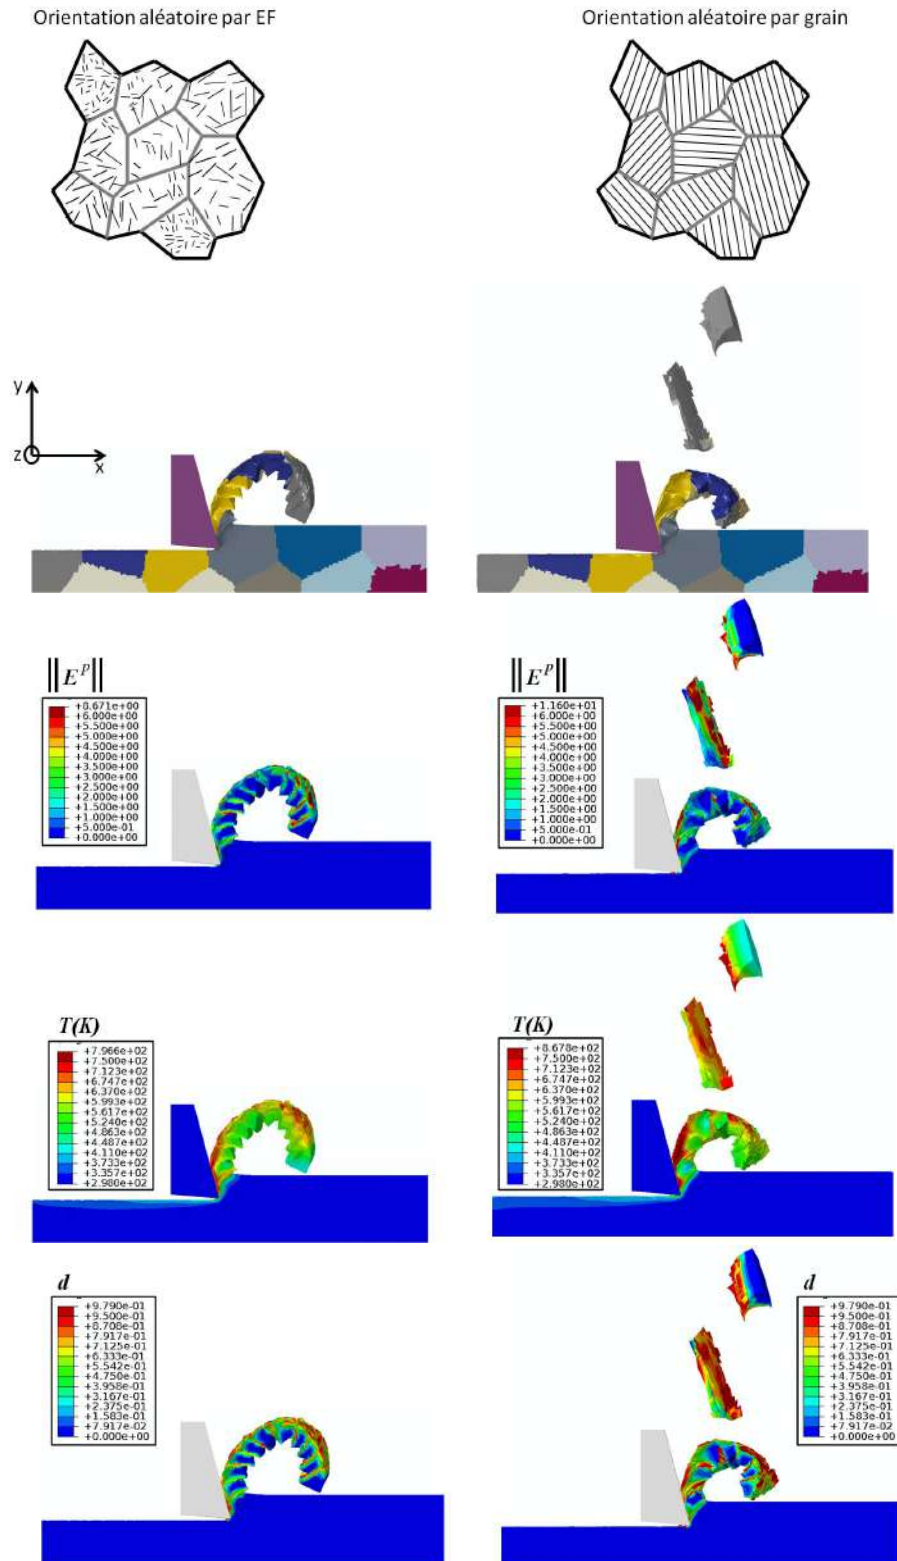 Orientation aléatoire par EF
Orientation aléatoire par grain
y
z
x
||E^p||
+8.671e+00
+6.000e+00
+5.500e+00
+5.000e+00
+4.500e+00
+4.000e+00
+3.500e+00
+3.000e+00
+2.500e+00
+2.000e+00
+1.500e+00
+1.000e+00
+5.000e-01
+0.000e+00
||E^p||
+1.160e+01
+6.000e+00
+5.500e+00
+5.000e+00
+4.500e+00
+4.000e+00
+3.500e+00
+3.000e+00
+2.500e+00
+2.000e+00
+1.500e+00
+1.000e+00
+5.000e-01
+0.000e+00
T(K)
+7.966e+02
+7.500e+02
+7.123e+02
+6.747e+02
+6.370e+02
+5.993e+02
+5.617e+02
+5.240e+02
+4.863e+02
+4.487e+02
+4.110e+02
+3.733e+02
+3.357e+02
+2.980e+02
T(K)
+8.678e+02
+7.500e+02
+7.123e+02
+6.747e+02
+6.370e+02
+5.993e+02
+5.617e+02
+5.240e+02
+4.863e+02
+4.487e+02
+4.110e+02
+3.733e+02
+3.357e+02
+2.980e+02
d
+9.790e-01
+9.500e-01
+8.708e-01
+7.917e-01
+7.125e-01
+6.333e-01
+5.542e-01
+4.750e-01
+3.958e-01
+3.167e-01
+2.375e-01
+1.583e-01
+7.917e-02
+0.000e+00
d
+9.790e-01
+9.500e-01
+8.708e-01
+7.917e-01
+7.125e-01
+6.333e-01
+5.542e-01
+4.750e-01
+3.958e-01
+3.167e-01
+2.375e-01
+1.583e-01
+7.917e-02
+0.000e+00